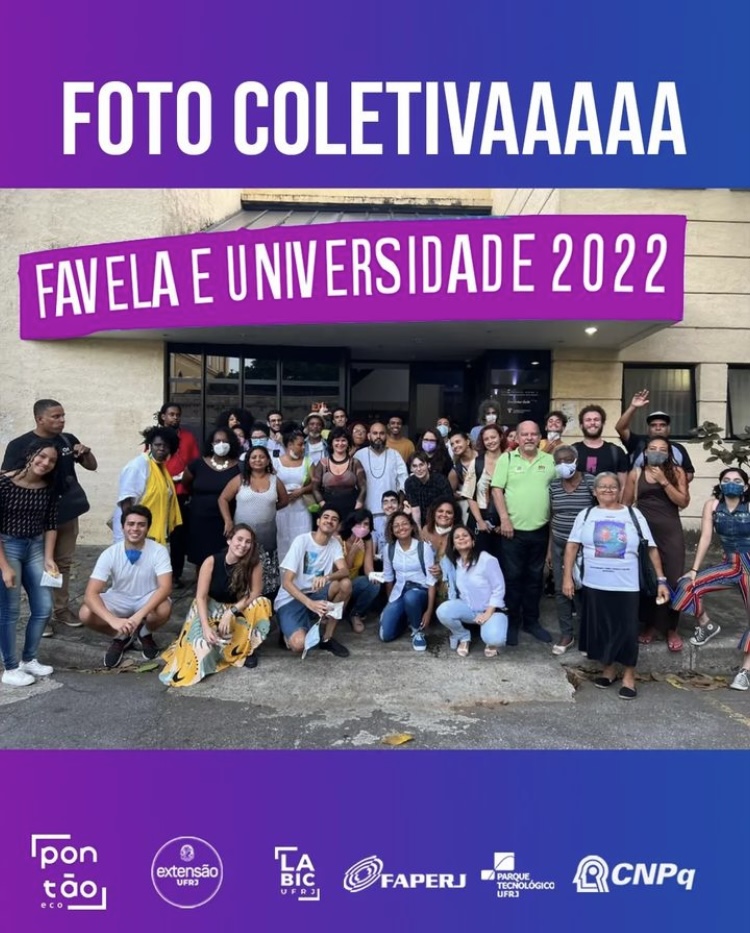 FOTO COLETIVAAAAA
FAVELA E UNIVERSIDADE 2022
pon
tão
eco
extensão
UFRJ
LA
BIC
UFRJ
FAPERJ
PARQUE
TECNOLÓGICO
UFRJ
CNPq